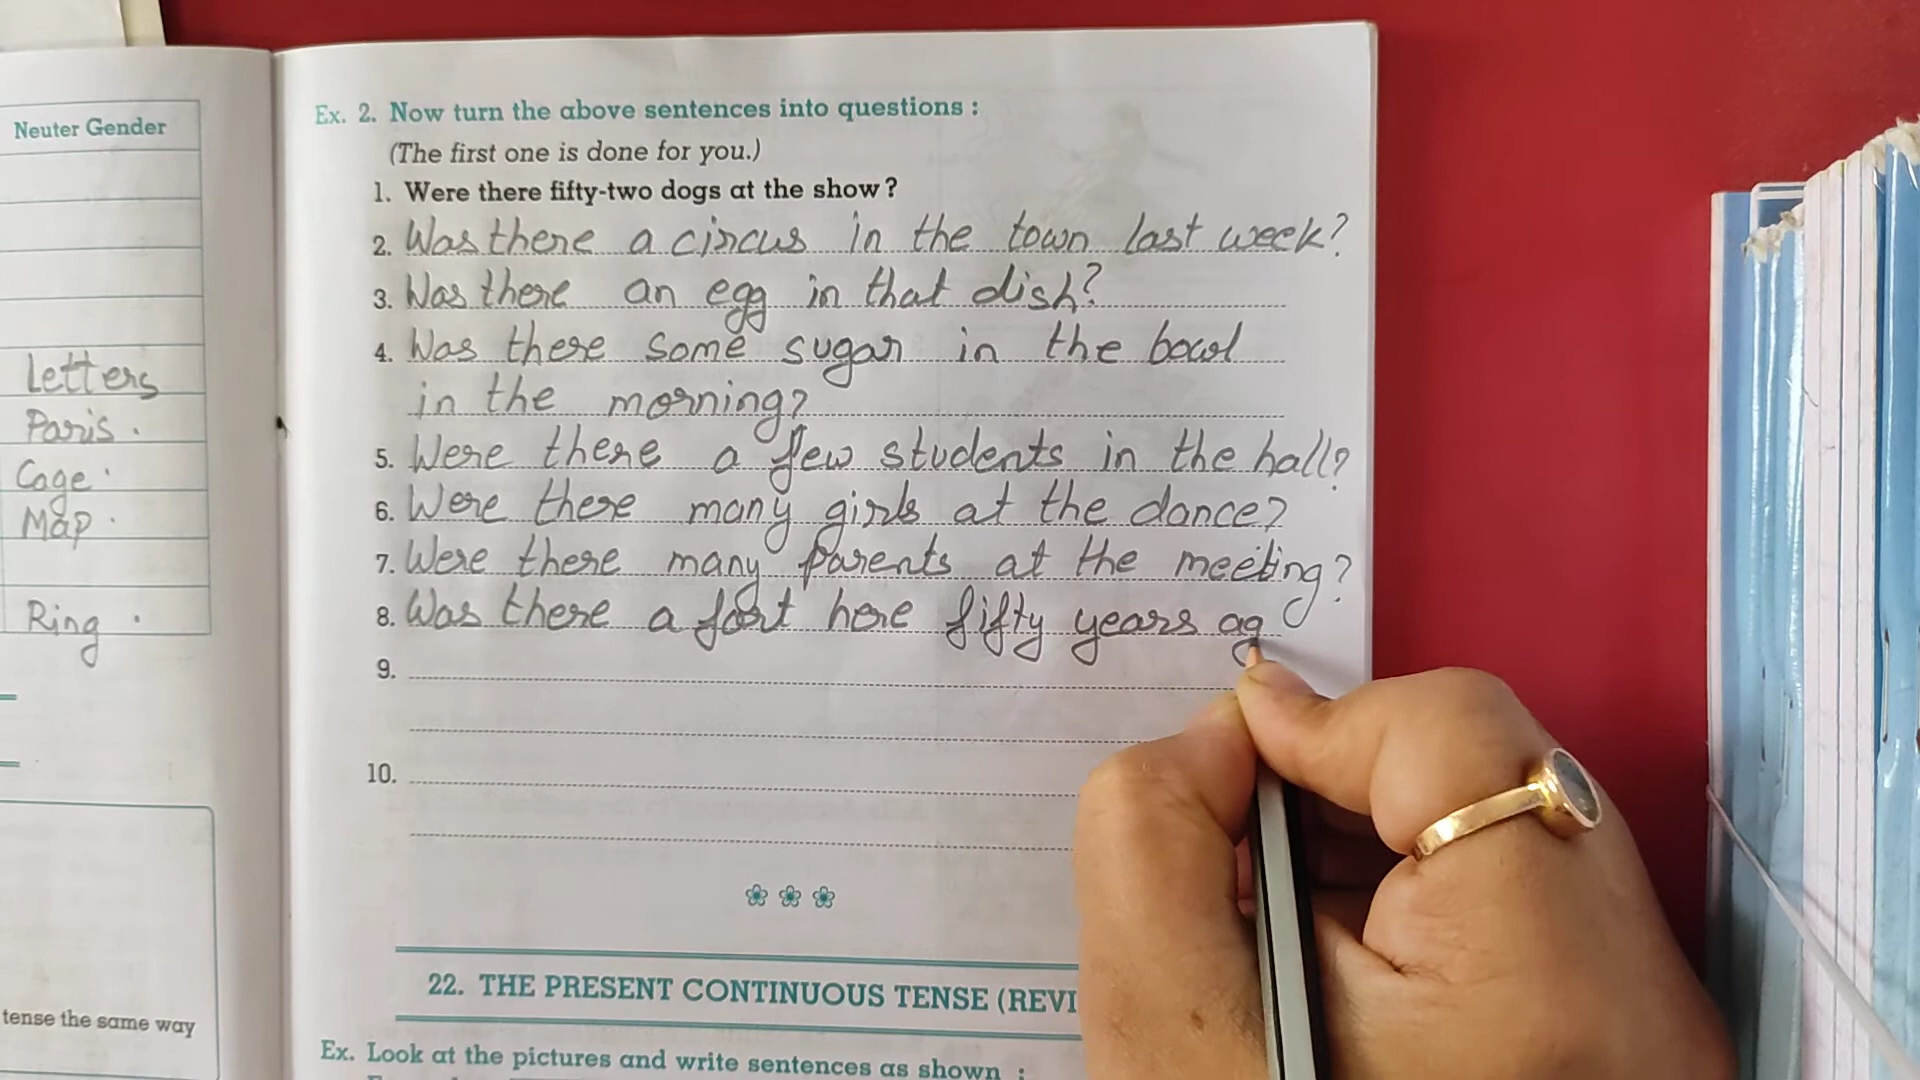 Neuter Gender
Letters
Paris.
Cage.
Map.
Ring.
tense the same way
Ex. 2. Now turn the above sentences into questions :
(The first one is done for you.)
1. Were there fifty-two dogs at the show?
2. Was there a circus in the town last week?
3. Was there an egg in that dish?
4. Was there some sugar in the bowl
in the morning?
5. Were there a few students in the hall?
6. Were there many girls at the dance?
7. Were there many parents at the meeting?
8. Was there a fort here fifty years ag
9.
10.
22. THE PRESENT CONTINUOUS TENSE (REVI
Ex. Look at the pictures and write sentences as shown :